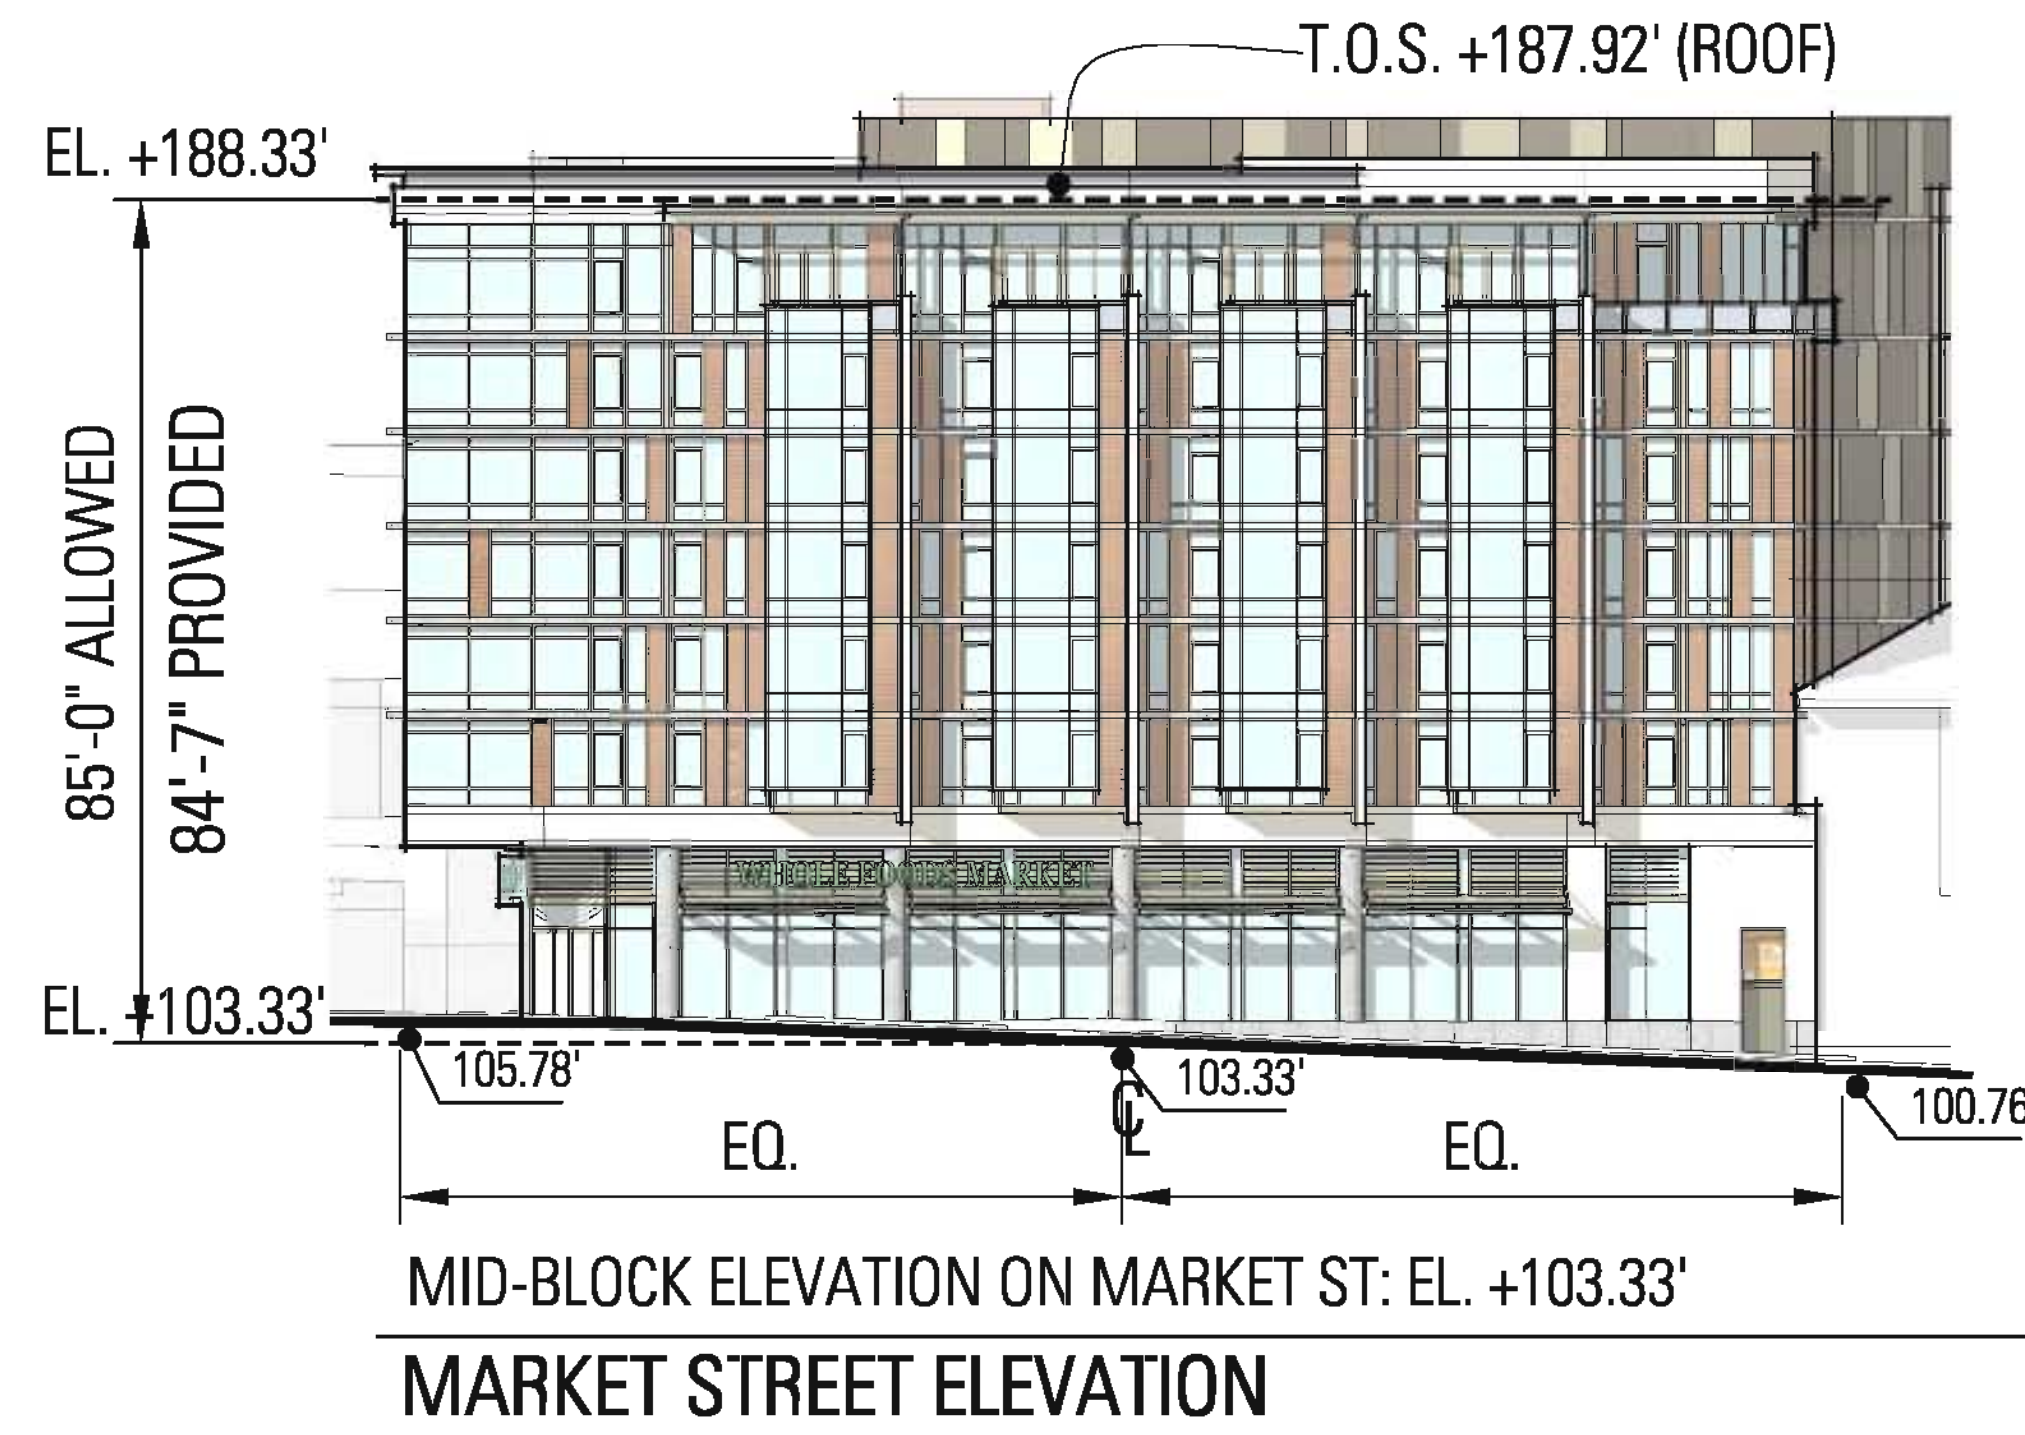 T.O.S. +187.92' (ROOF)
EL. +188.33'
85'-0" ALLOWED
84'-7" PROVIDED
WHOLE FOODS MARKET
EL. +103.33'
105.78'
103.33'
100.76
CL
EQ.
EQ.
MID-BLOCK ELEVATION ON MARKET ST: EL. +103.33'
MARKET STREET ELEVATION